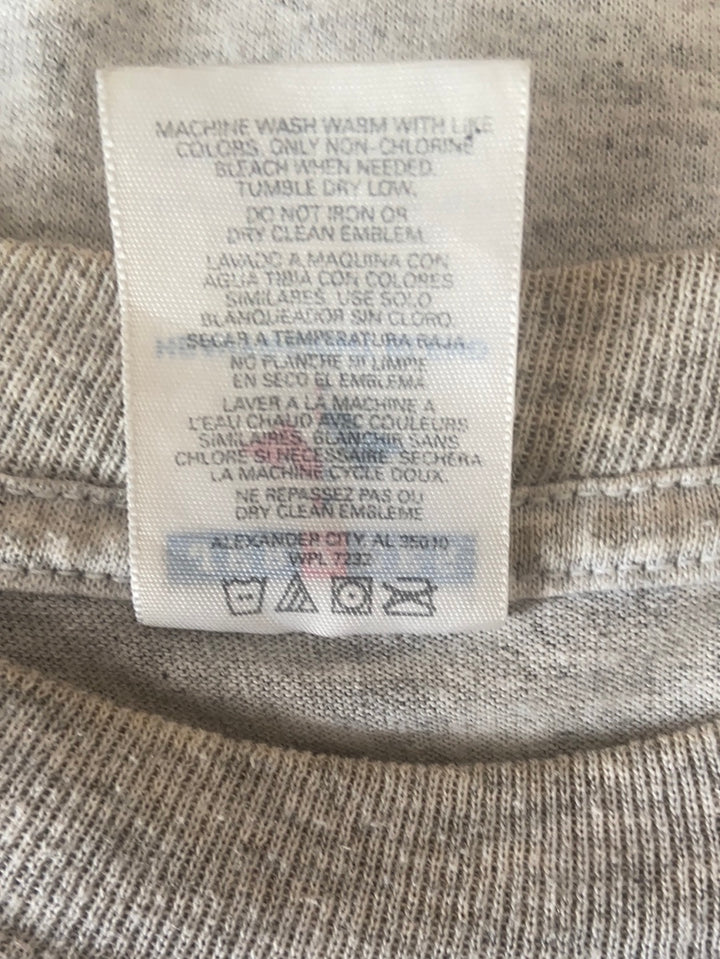 MACHINE WASH WARM WITH LIKE
COLORS. ONLY NON-CHLORINE
BLEACH WHEN NEEDED.
TUMBLE DRY LOW.
DO NOT IRON OR
DRY CLEAN EMBLEM
LAVADO A MAQUINA CON
AGUA TIBIA CON COLORES
SIMILARES. USE SOLO
BLANQUEADOR SIN CLORO.
SECAR A TEMPERATURA BAJA.
NO PLANCHE NI LIMPIE
EN SECO EL EMBLEMA
LAVER A LA MACHINE A
L'EAU CHAUD AVEC COULEURS
SIMILAIRES. BLANCHIR SANS
CHLORE SI NECESSAIRE. SECHERA
LA MACHINE CYCLE DOUX.
NE REPASSEZ PAS OU
DRY CLEAN EMBLEME
ALEXANDER CITY, AL 35010
WPL 7232